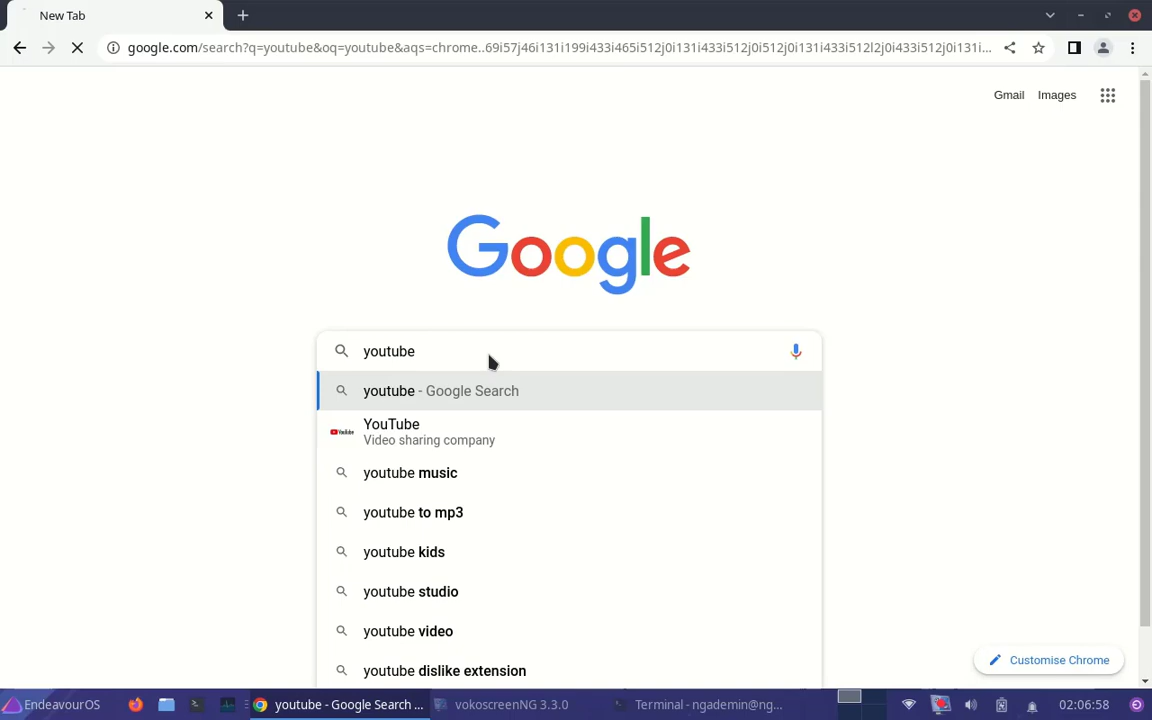 New Tab
google.com/search?q=youtube&oq=youtube&aqs=chrome..69i57j46i131i199i433i465i512j0i131i433i512j0i512j0i131i433i512l2j0i433i512j0i131i...
Gmail Images
Google
youtube
youtube - Google Search
YouTube
Video sharing company
youtube music
youtube to mp3
youtube kids
youtube studio
youtube video
youtube dislike extension
Customise Chrome
EndeavourOS youtube - Google Search ... vokoscreenNG 3.3.0 Terminal - ngademin@ng... 02:06:58